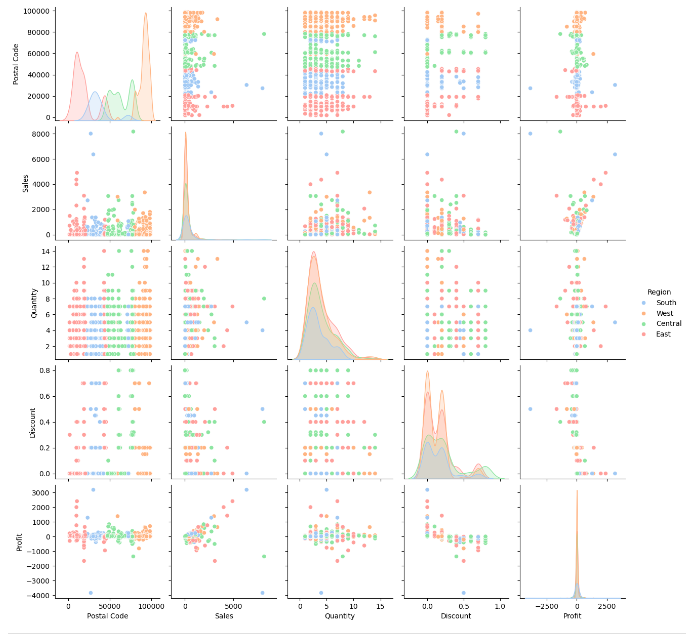 Postal Code
100000
80000
60000
40000
20000
0
Sales
8000
6000
4000
2000
0
Quantity
14
12
10
8
6
4
2
Region
South
West
Central
East
Discount
0.8
0.6
0.4
0.2
0.0
Profit
3000
2000
1000
0
−1000
−2000
−3000
−4000
0 50000 100000
0 5000
0 5 10 15
0.0 0.5 1.0
−2500 0 2500
Postal Code
Sales
Quantity
Discount
Profit